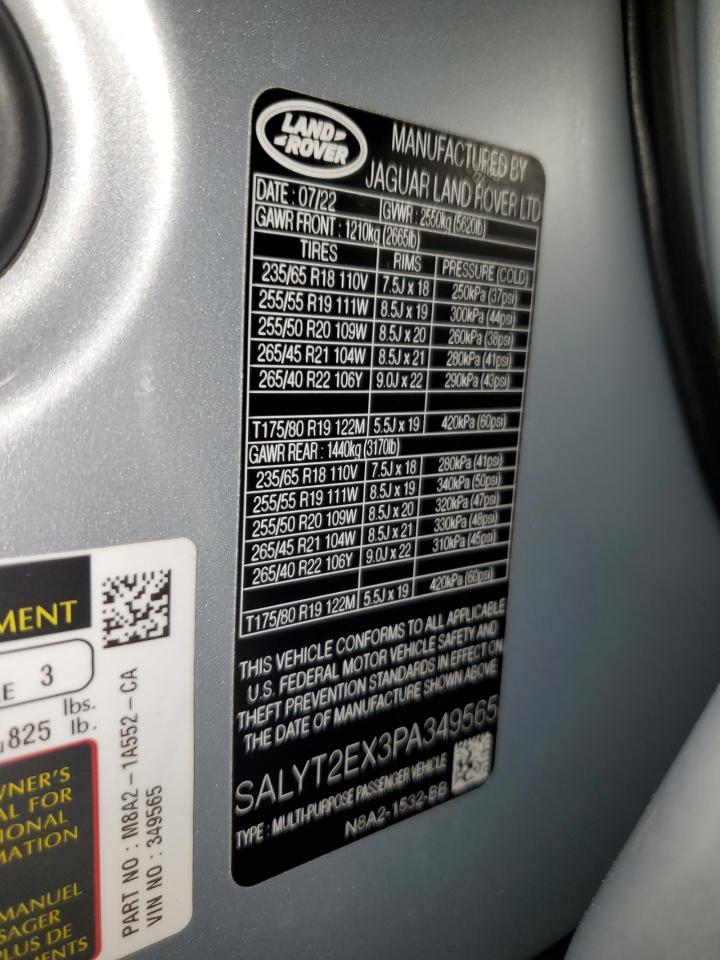 LAND-
-ROVER
MANUFACTURED BY
JAGUAR LAND ROVER LTD
DATE : 07/22 GVWR : 2550kg (5620lb)
GAWR FRONT : 1210kg (2665lb)
TIRES RIMS PRESSURE (COLD)
235/65 R18 110V 7.5J x 18 250kPa (37psi)
255/55 R19 111W 8.5J x 19 300kPa (44psi)
255/50 R20 109W 8.5J x 20 260kPa (38psi)
265/45 R21 104W 8.5J x 21 280kPa (41psi)
265/40 R22 106Y 9.0J x 22 290kPa (43psi)
T175/80 R19 122M 5.5J x 19 420kPa (60psi)
GAWR REAR : 1440kg (3170lb)
235/65 R18 110V 7.5J x 18 280kPa (41psi)
255/55 R19 111W 8.5J x 19 340kPa (50psi)
255/50 R20 109W 8.5J x 20 320kPa (47psi)
265/45 R21 104W 8.5J x 21 330kPa (48psi)
265/40 R22 106Y 9.0J x 22 310kPa (45psi)
T175/80 R19 122M 5.5J x 19 420kPa (60psi)
THIS VEHICLE CONFORMS TO ALL APPLICABLE
U.S. FEDERAL MOTOR VEHICLE SAFETY AND
THEFT PREVENTION STANDARDS IN EFFECT ON
THE DATE OF MANUFACTURE SHOWN ABOVE
SALYT2EX3PA349565
TYPE : MULTI-PURPOSE PASSENGER VEHICLE
N8A2-1532-BB
MENT
E 3
825 lbs.
lb.
WNER'S
AL FOR
IONAL
MATION
MANUEL
SAGER
LUS DE
MENTS
PART NO : M8A2-1A552-CA
VIN NO : 349565